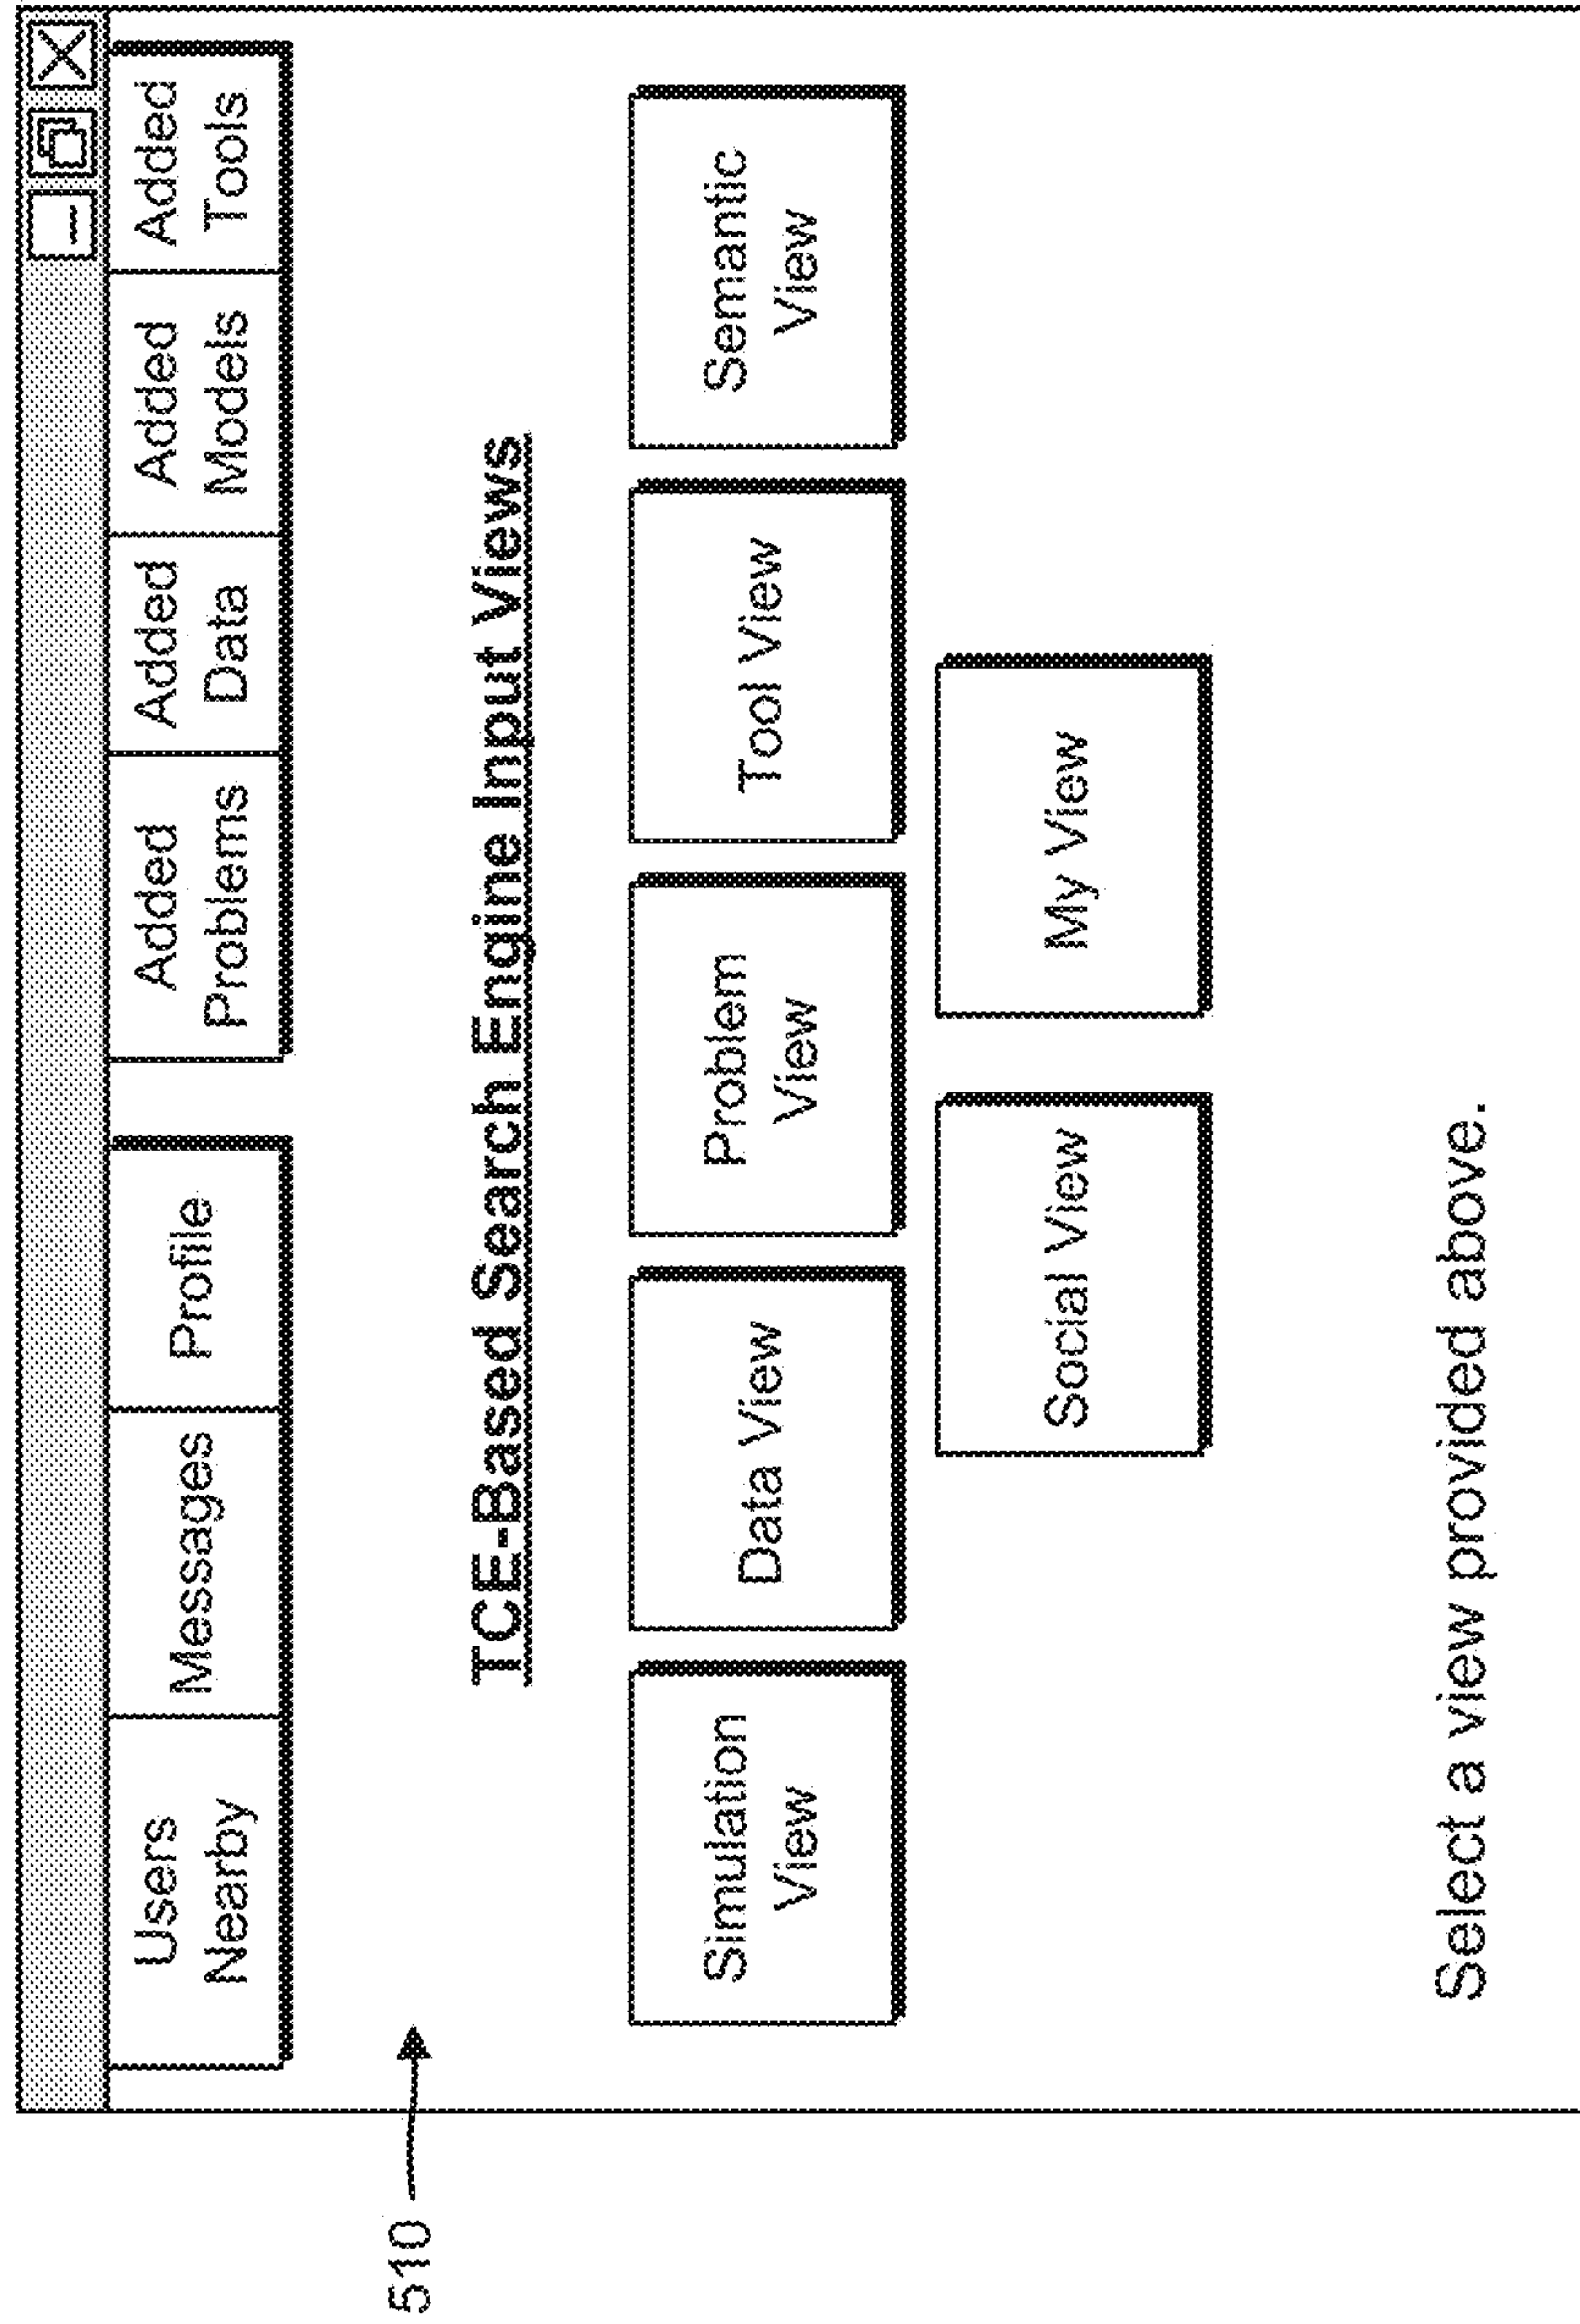 Users
Nearby
Messages
Profile
Added
Problems
Added
Data
Added
Models
Added
Tools
510
TCE-Based Search Engine Input Views
Simulation
View
Data View
Problem
View
Tool View
Semantic
View
Social View
My View
Select a view provided above.